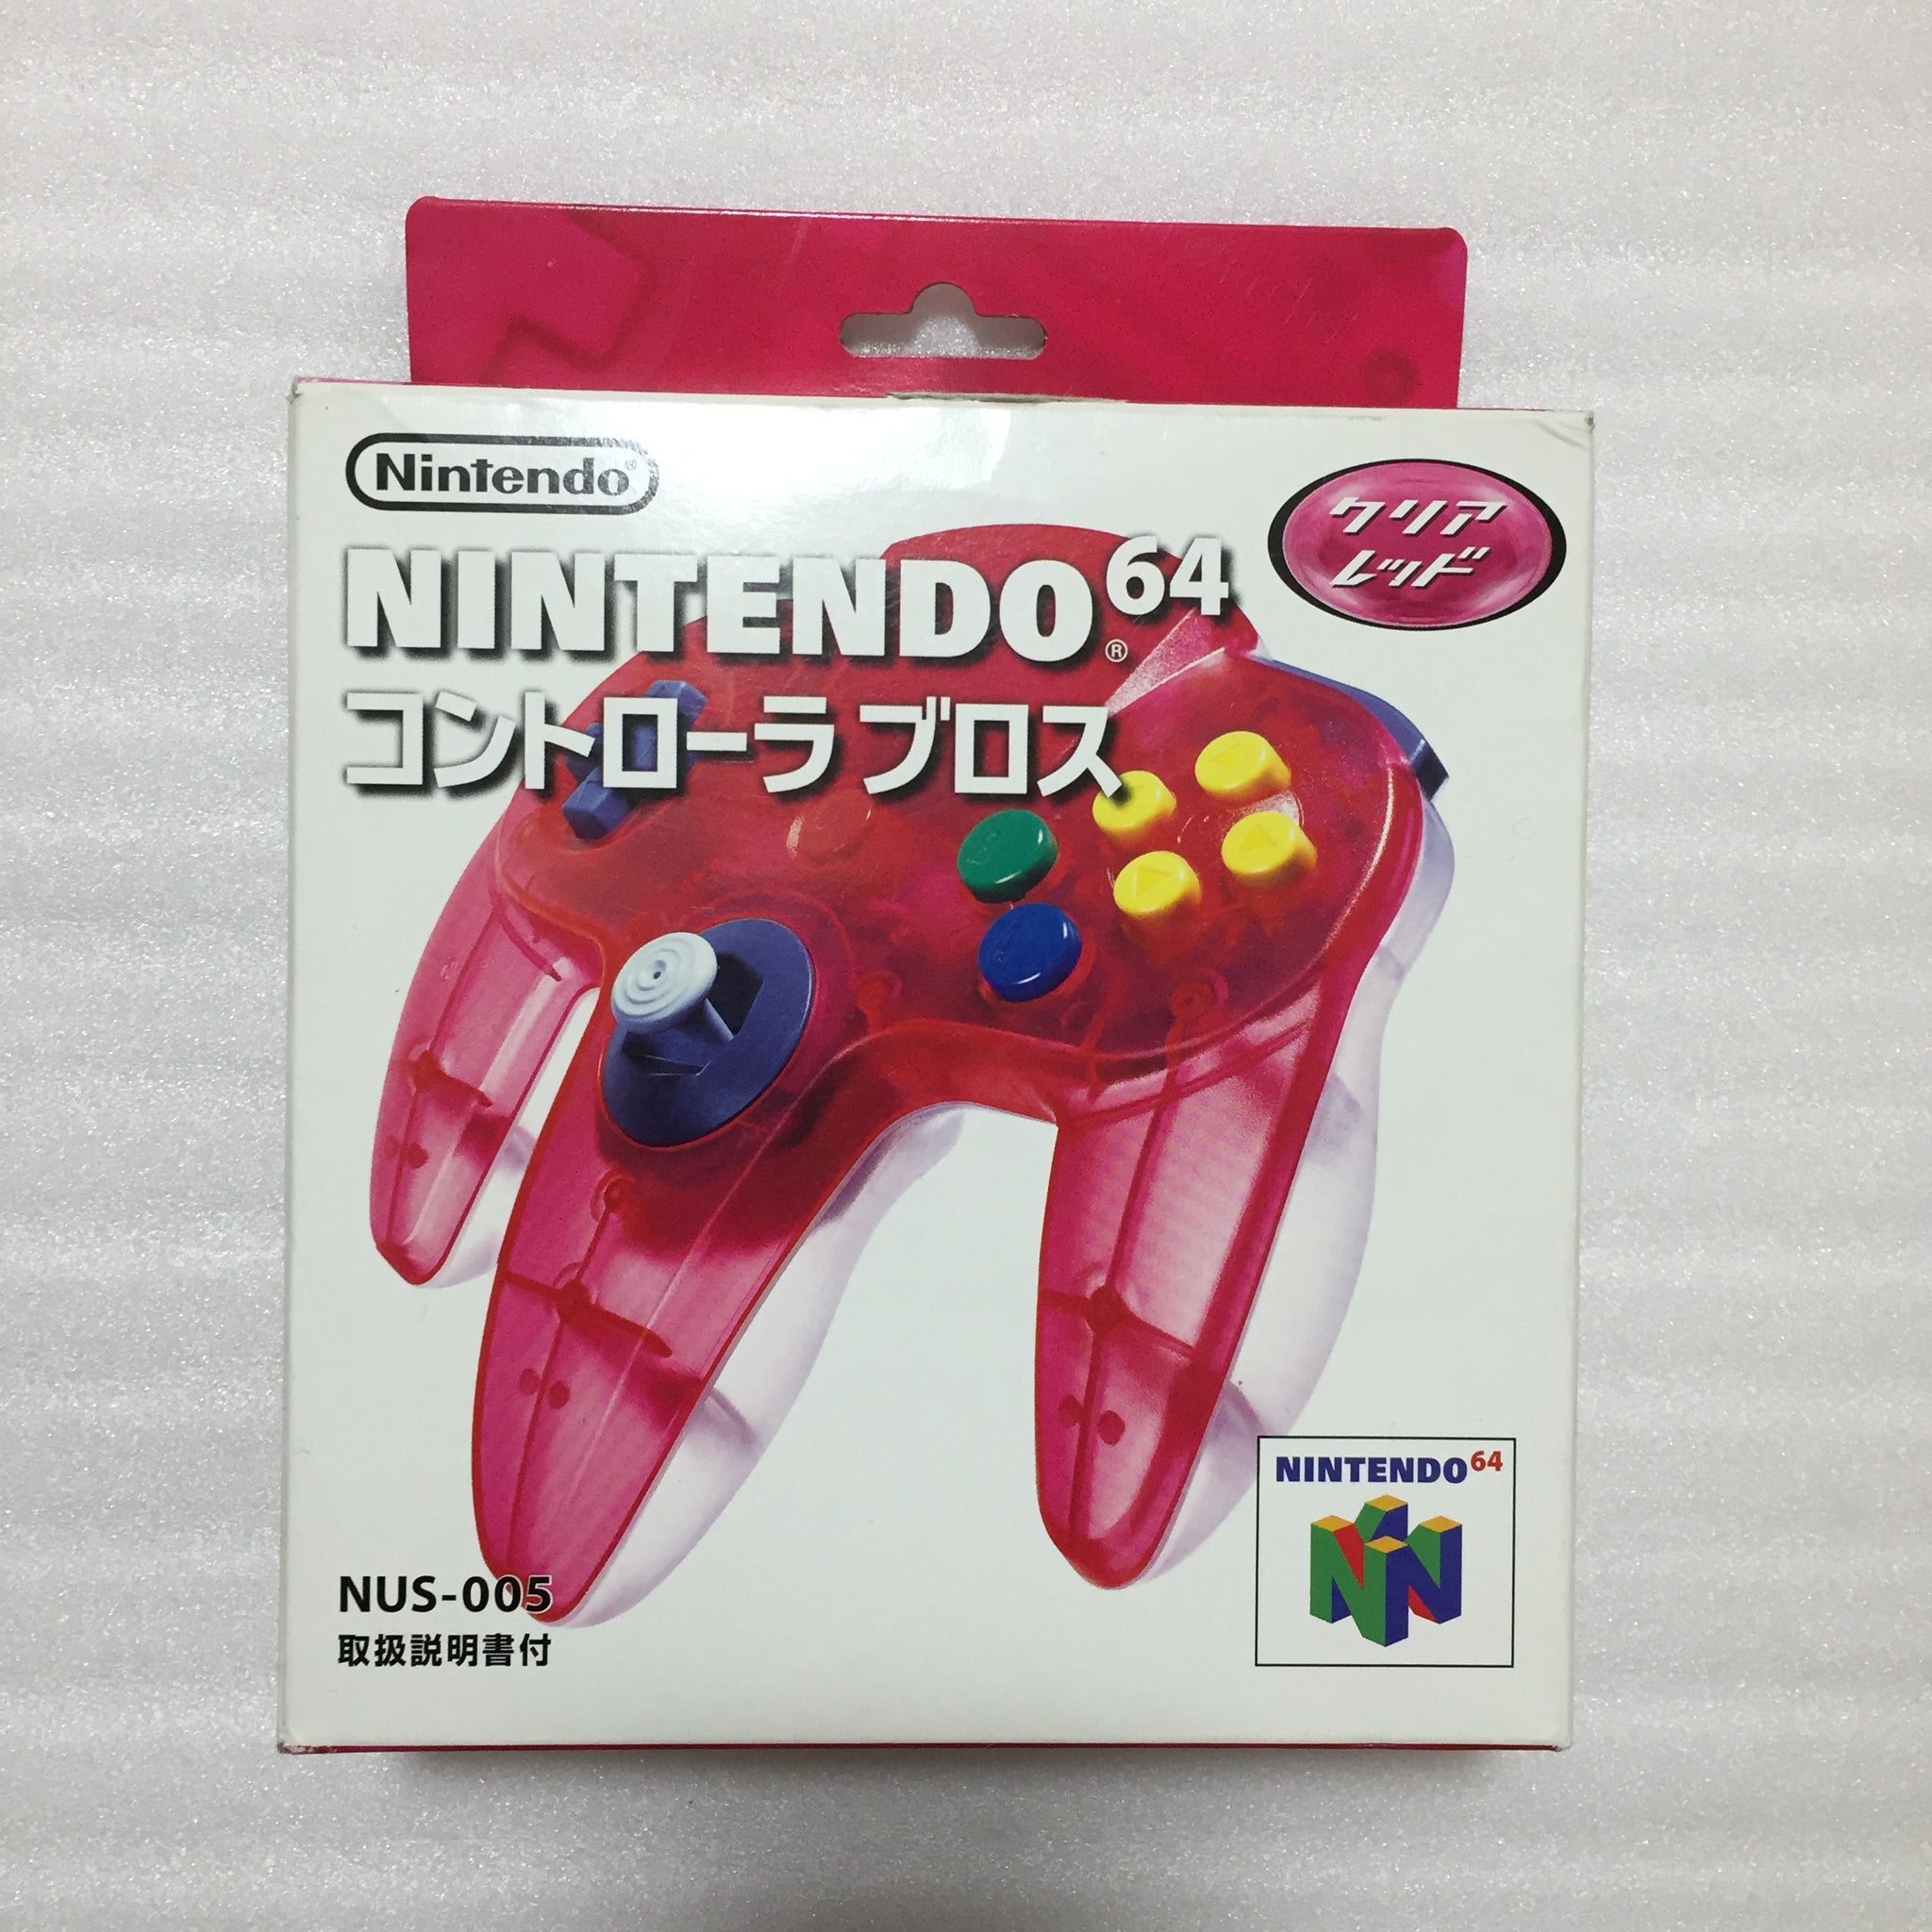 Nintendo®
クリア
レッド
NINTENDO64®
コントローラ ブロス
NINTENDO64
NUS-005
取扱説明書付